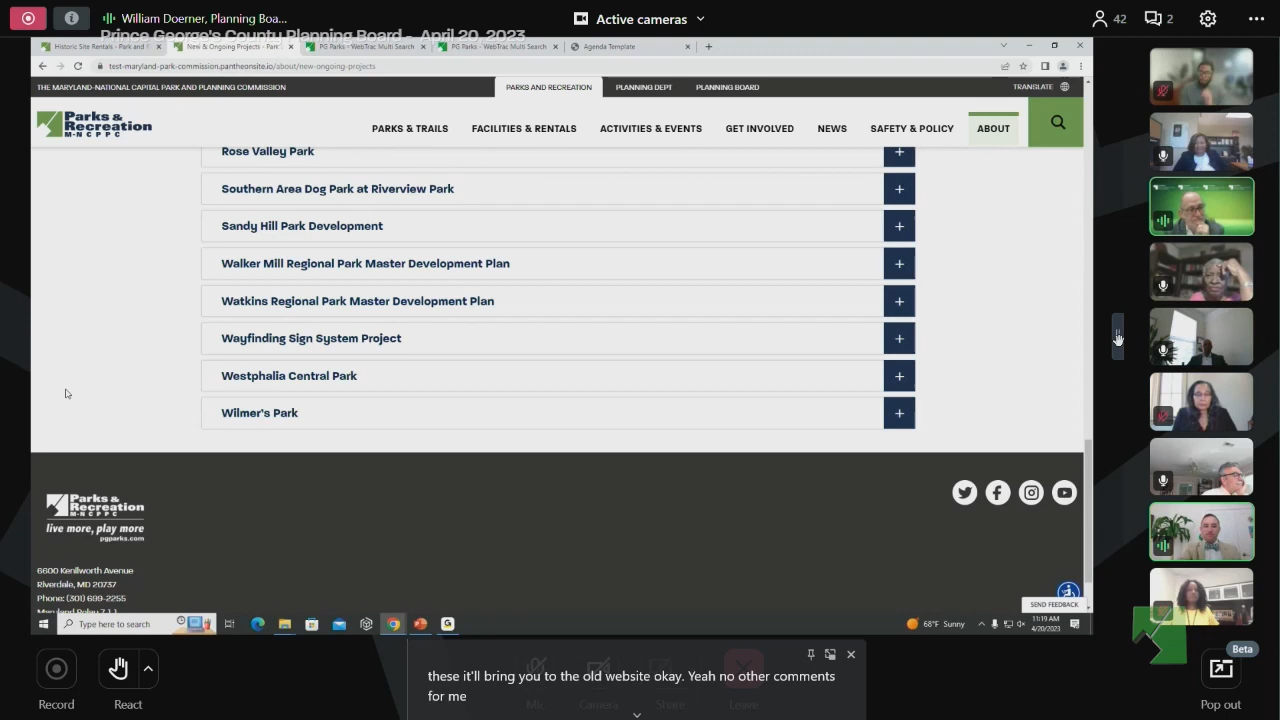 William Doerner, Planning Boa...
Active cameras
42
2
Prince George's County Planning Board - April 20, 2023
Historic Site Rentals - Park and
New & Ongoing Projects - Park
PG Parks - WebTrac Multi Search
PG Parks - WebTrac Multi Search
Agenda Template
test-maryland-park-commission.pantheonsite.io/about/new-ongoing-projects
THE MARYLAND-NATIONAL CAPITAL PARK AND PLANNING COMMISSION
PARKS AND RECREATION
PLANNING DEPT
PLANNING BOARD
TRANSLATE
Parks &
Recreation
M-NCPPC
PARKS & TRAILS
FACILITIES & RENTALS
ACTIVITIES & EVENTS
GET INVOLVED
NEWS
SAFETY & POLICY
ABOUT
Rose Valley Park
Southern Area Dog Park at Riverview Park
Sandy Hill Park Development
Walker Mill Regional Park Master Development Plan
Watkins Regional Park Master Development Plan
Wayfinding Sign System Project
Westphalia Central Park
Wilmer's Park
Parks &
Recreation
M-NCPPC
live more, play more
pgparks.com
6600 Kenilworth Avenue
Riverdale, MD 20737
Phone: (301) 699-2255
Maryland Relay 7-1-1
SEND FEEDBACK
Type here to search
68°F Sunny
11:19 AM
4/20/2023
these it'll bring you to the old website okay. Yeah no other comments
for me
Record
React
Camera
Share
Leave
Beta
Pop out